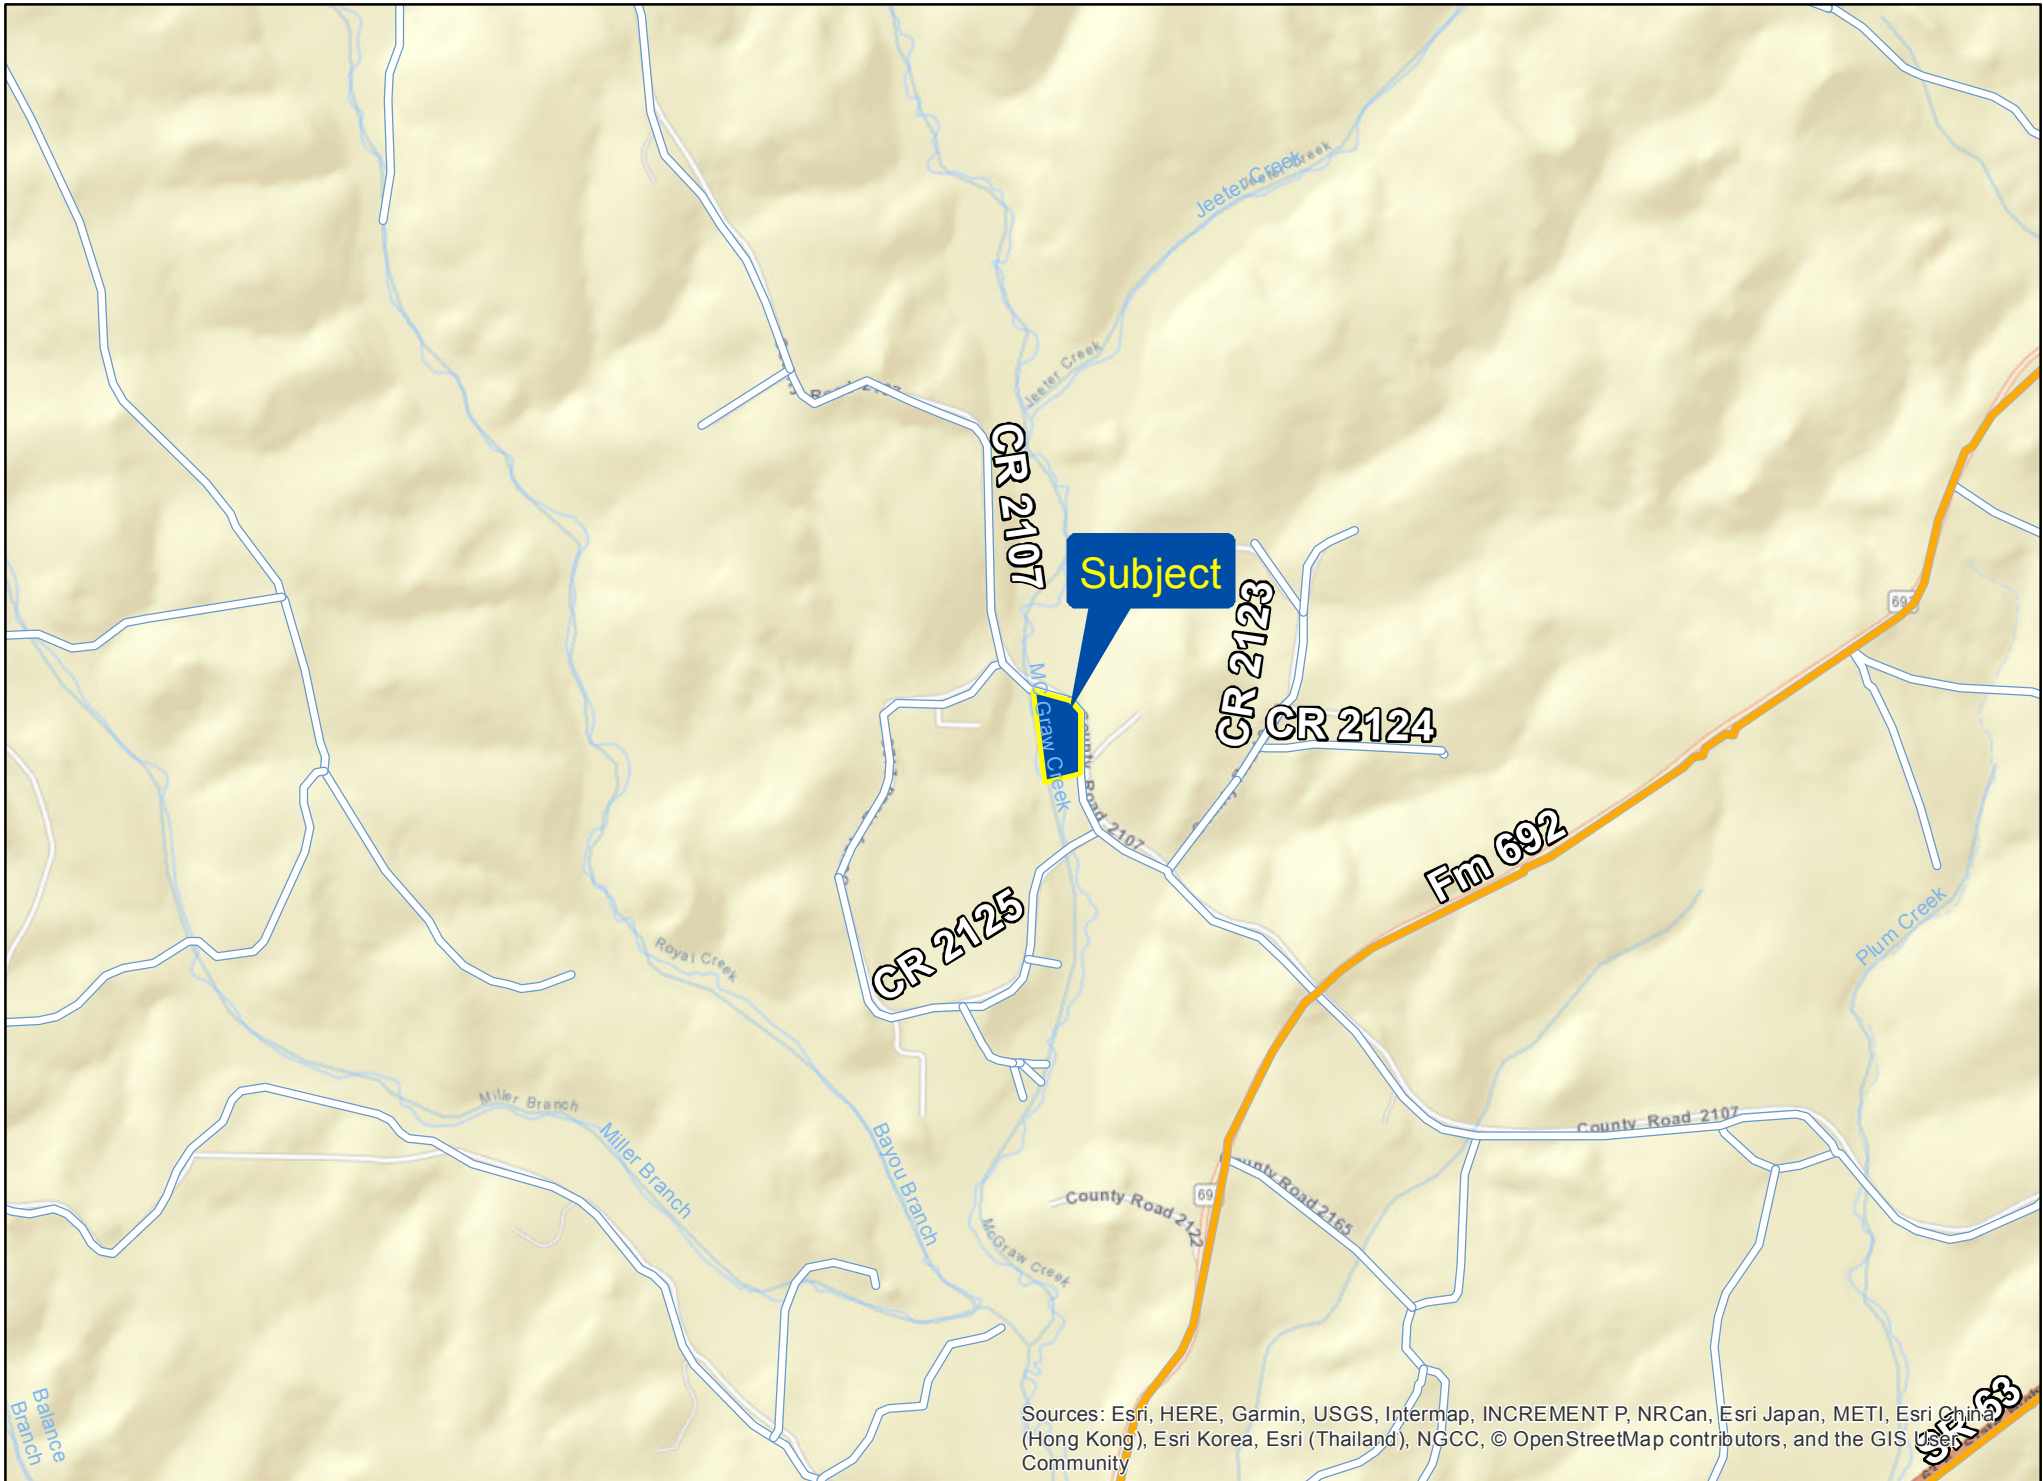 Jeeter Creek
Jeeter Creek
Jeeter Creek
CR 2107
Subject
CR 2123
CR 2124
McGraw Creek
County Road 2107
Fm 692
CR 2125
Plum Creek
Royal Creek
Miller Branch
Miller Branch
Bayou Branch
County Road 2107
County Road 2165
County Road 2122
McGraw Creek
Balance
Branch
SR 63
Sources: Esri, HERE, Garmin, USGS, Intermap, INCREMENT P, NRCan, Esri Japan, METI, Esri China
(Hong Kong), Esri Korea, Esri (Thailand), NGCC, © OpenStreetMap contributors, and the GIS User
Community